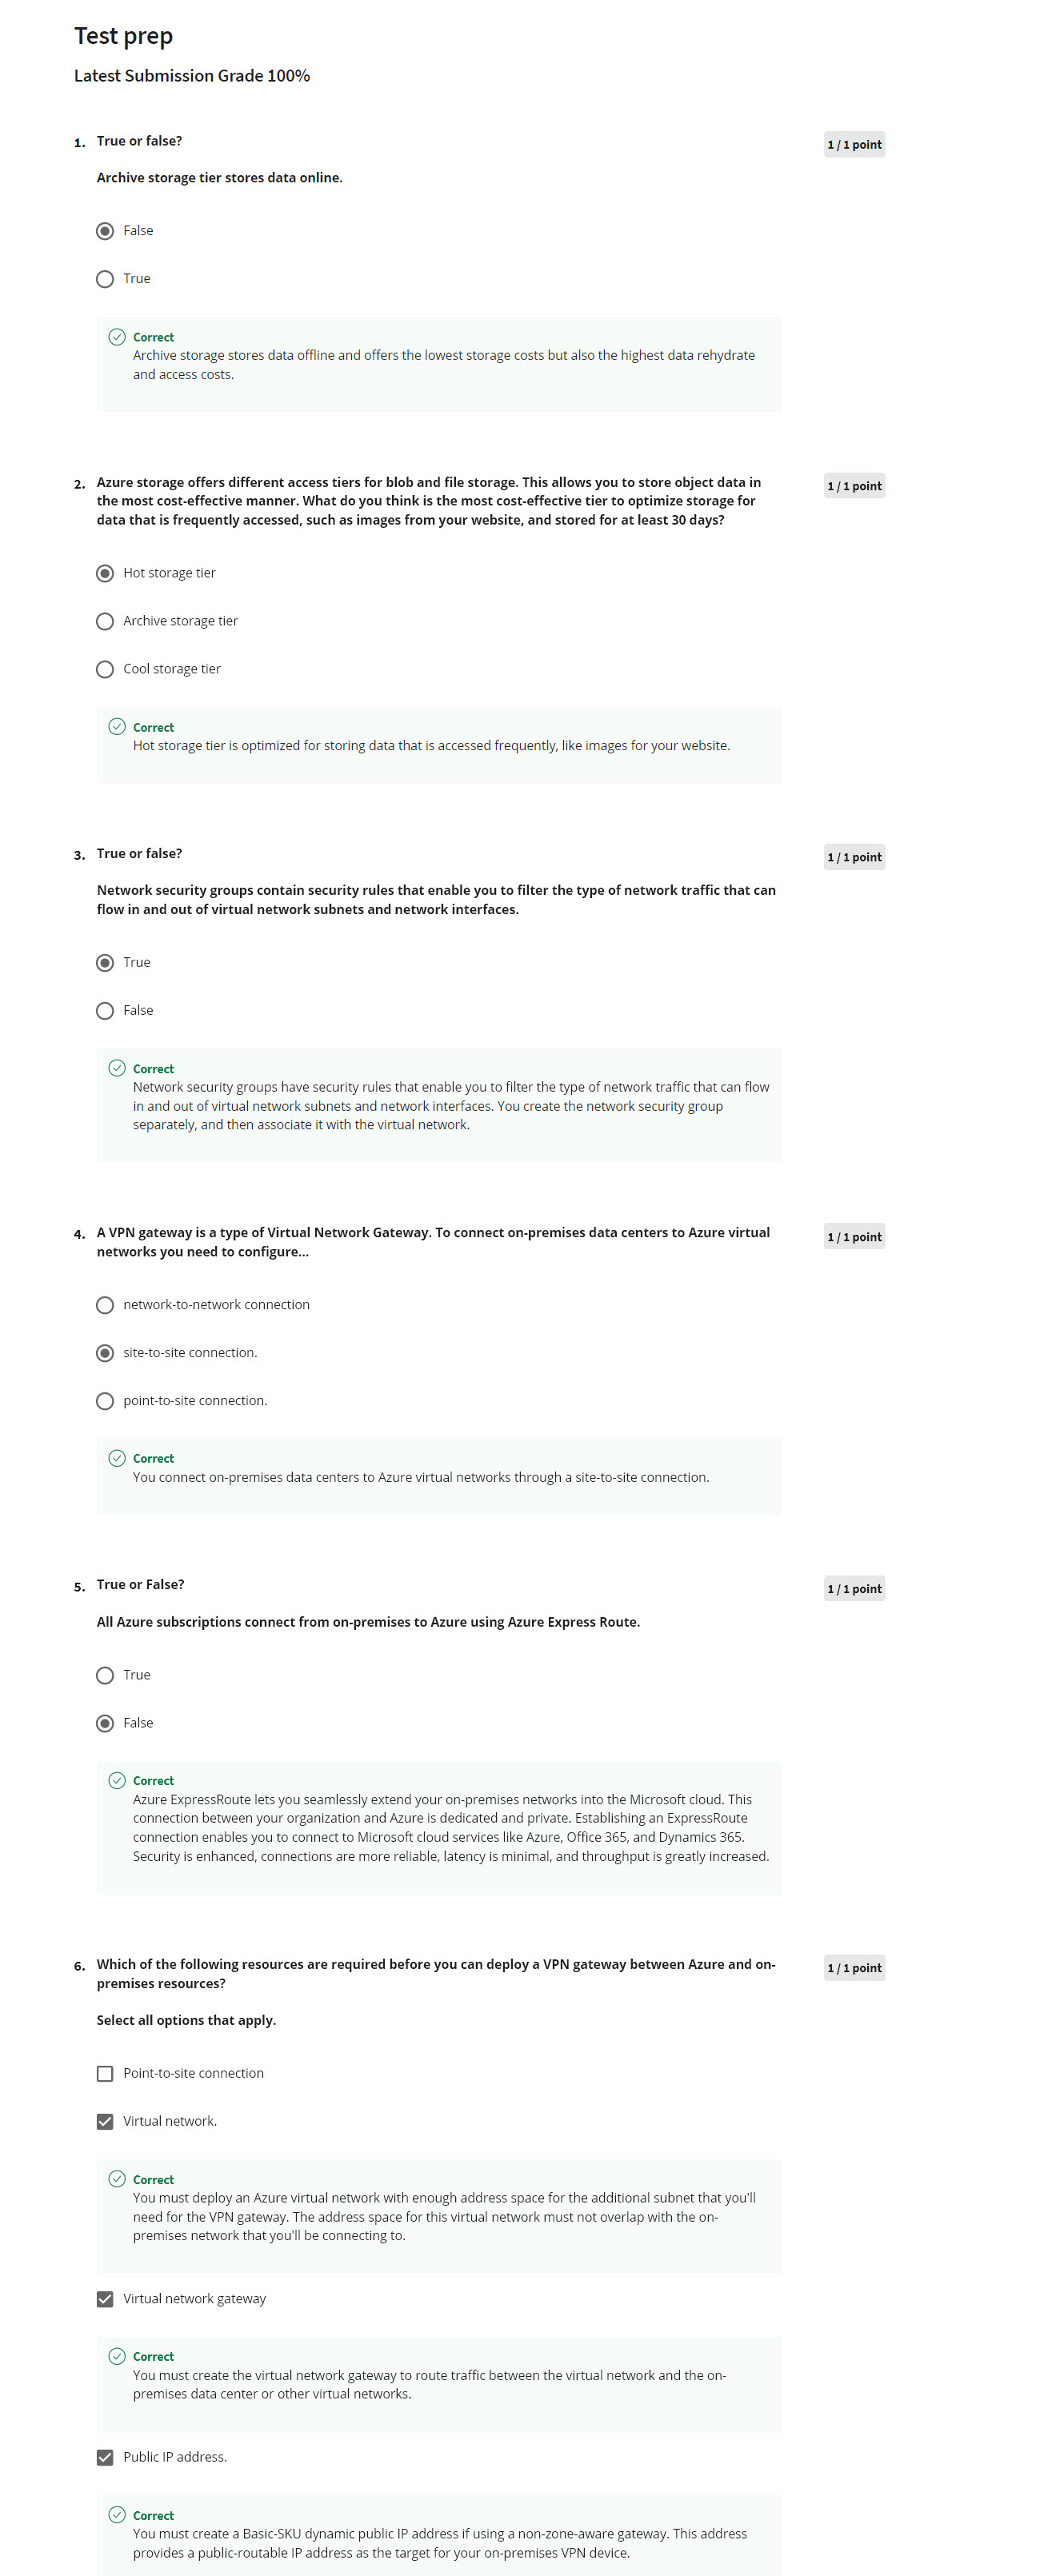 Test prep
Latest Submission Grade 100%
1. True or false?
1 / 1 point
Archive storage tier stores data online.
False
True
Correct
Archive storage stores data offline and offers the lowest storage costs but also the highest data rehydrate
and access costs.
2. Azure storage offers different access tiers for blob and file storage. This allows you to store object data in
the most cost-effective manner. What do you think is the most cost-effective tier to optimize storage for
data that is frequently accessed, such as images from your website, and stored for at least 30 days?
1 / 1 point
Hot storage tier
Archive storage tier
Cool storage tier
Correct
Hot storage tier is optimized for storing data that is accessed frequently, like images for your website.
3. True or false?
1 / 1 point
Network security groups contain security rules that enable you to filter the type of network traffic that can
flow in and out of virtual network subnets and network interfaces.
True
False
Correct
Network security groups have security rules that enable you to filter the type of network traffic that can flow
in and out of virtual network subnets and network interfaces. You create the network security group
separately, and then associate it with the virtual network.
4. A VPN gateway is a type of Virtual Network Gateway. To connect on-premises data centers to Azure virtual
networks you need to configure...
1 / 1 point
network-to-network connection
site-to-site connection.
point-to-site connection.
Correct
You connect on-premises data centers to Azure virtual networks through a site-to-site connection.
5. True or False?
1 / 1 point
All Azure subscriptions connect from on-premises to Azure using Azure Express Route.
True
False
Correct
Azure ExpressRoute lets you seamlessly extend your on-premises networks into the Microsoft cloud. This
connection between your organization and Azure is dedicated and private. Establishing an ExpressRoute
connection enables you to connect to Microsoft cloud services like Azure, Office 365, and Dynamics 365.
Security is enhanced, connections are more reliable, latency is minimal, and throughput is greatly increased.
6. Which of the following resources are required before you can deploy a VPN gateway between Azure and on-
premises resources?
1 / 1 point
Select all options that apply.
Point-to-site connection
Virtual network.
Correct
You must deploy an Azure virtual network with enough address space for the additional subnet that you'll
need for the VPN gateway. The address space for this virtual network must not overlap with the on-
premises network that you'll be connecting to.
Virtual network gateway
Correct
You must create the virtual network gateway to route traffic between the virtual network and the on-
premises data center or other virtual networks.
Public IP address.
Correct
You must create a Basic-SKU dynamic public IP address if using a non-zone-aware gateway. This address
provides a public-routable IP address as the target for your on-premises VPN device.